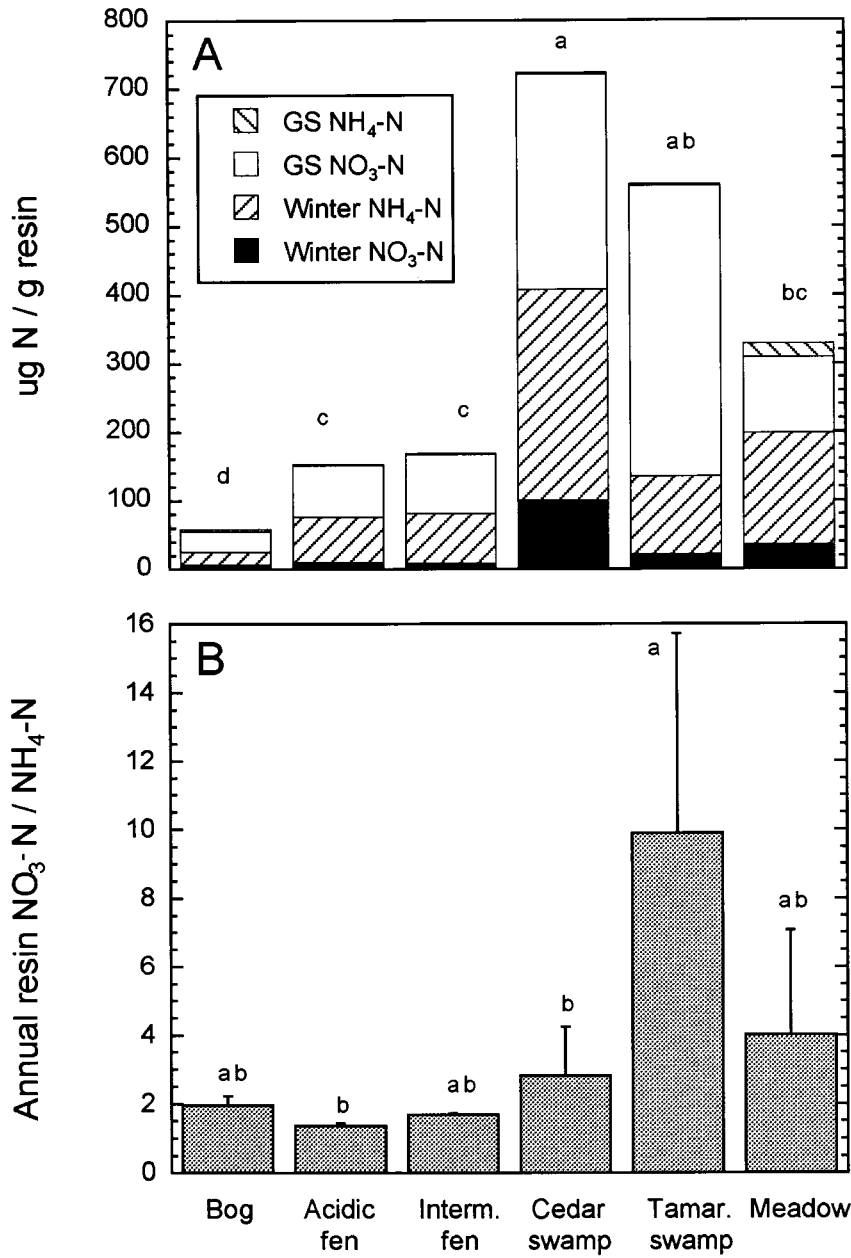 A
800
700
600
500
400
300
200
100
0
ug N / g resin
GS NH₄-N
GS NO₃-N
Winter NH₄-N
Winter NO₃-N
d
c
c
a
ab
bc
B
16
14
12
10
8
6
4
2
0
Annual resin NO₃-N / NH₄-N
ab
b
ab
b
a
ab
Bog
Acidic
fen
Interm.
fen
Cedar
swamp
Tamar.
swamp
Meadow